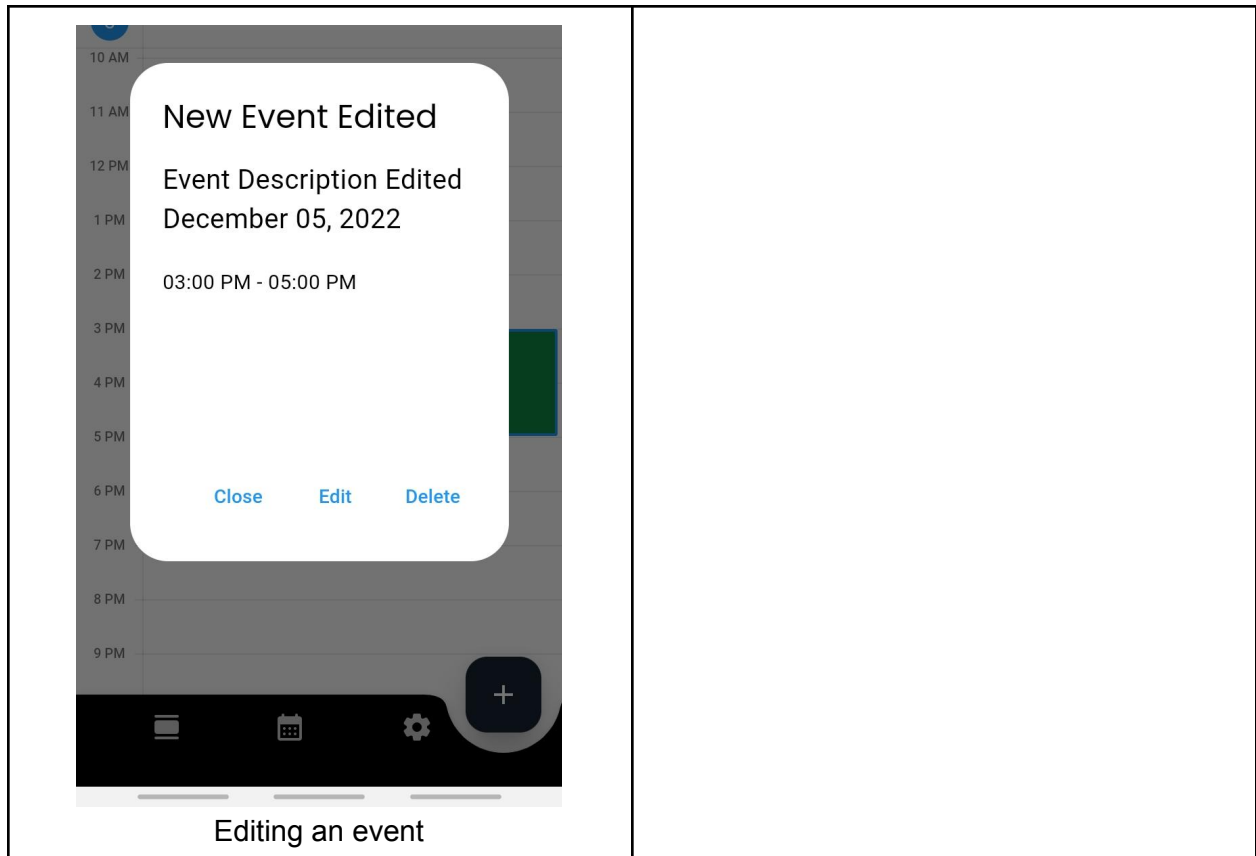 10 AM
11 AM
12 PM
1 PM
2 PM
3 PM
4 PM
5 PM
6 PM
7 PM
8 PM
9 PM
New Event Edited
Event Description Edited
December 05, 2022
03:00 PM - 05:00 PM
Close Edit Delete
Editing an event